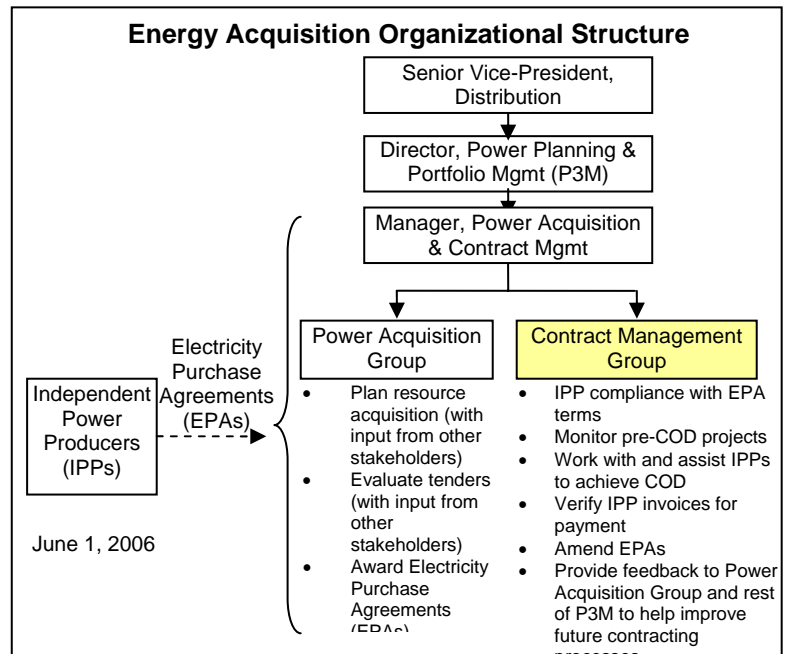 Energy Acquisition Organizational Structure
Senior Vice-President,
Distribution
Director, Power Planning &
Portfolio Mgmt (P3M)
Manager, Power Acquisition
& Contract Mgmt
Electricity
Purchase
Agreements
(EPAs)
Independent
Power
Producers
(IPPs)
June 1, 2006
Power Acquisition
Group
• Plan resource
acquisition (with
input from other
stakeholders)
• Evaluate tenders
(with input from
other
stakeholders)
• Award Electricity
Purchase
Agreements
(EPAs)
Contract Management
Group
• IPP compliance with EPA
terms
• Monitor pre-COD projects
• Work with and assist IPPs
to achieve COD
• Verify IPP invoices for
payment
• Amend EPAs
• Provide feedback to Power
Acquisition Group and rest
of P3M to help improve
future contracting